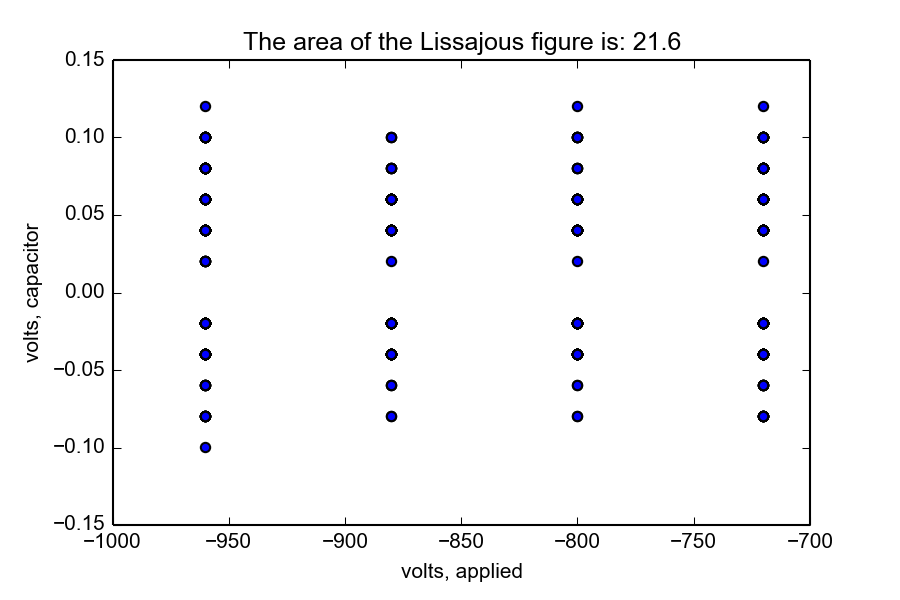 The area of the Lissajous figure is: 21.6
0.15
0.10
0.05
0.00
−0.05
−0.10
−0.15
−1000 −950 −900 −850 −800 −750 −700
volts, applied
volts, capacitor